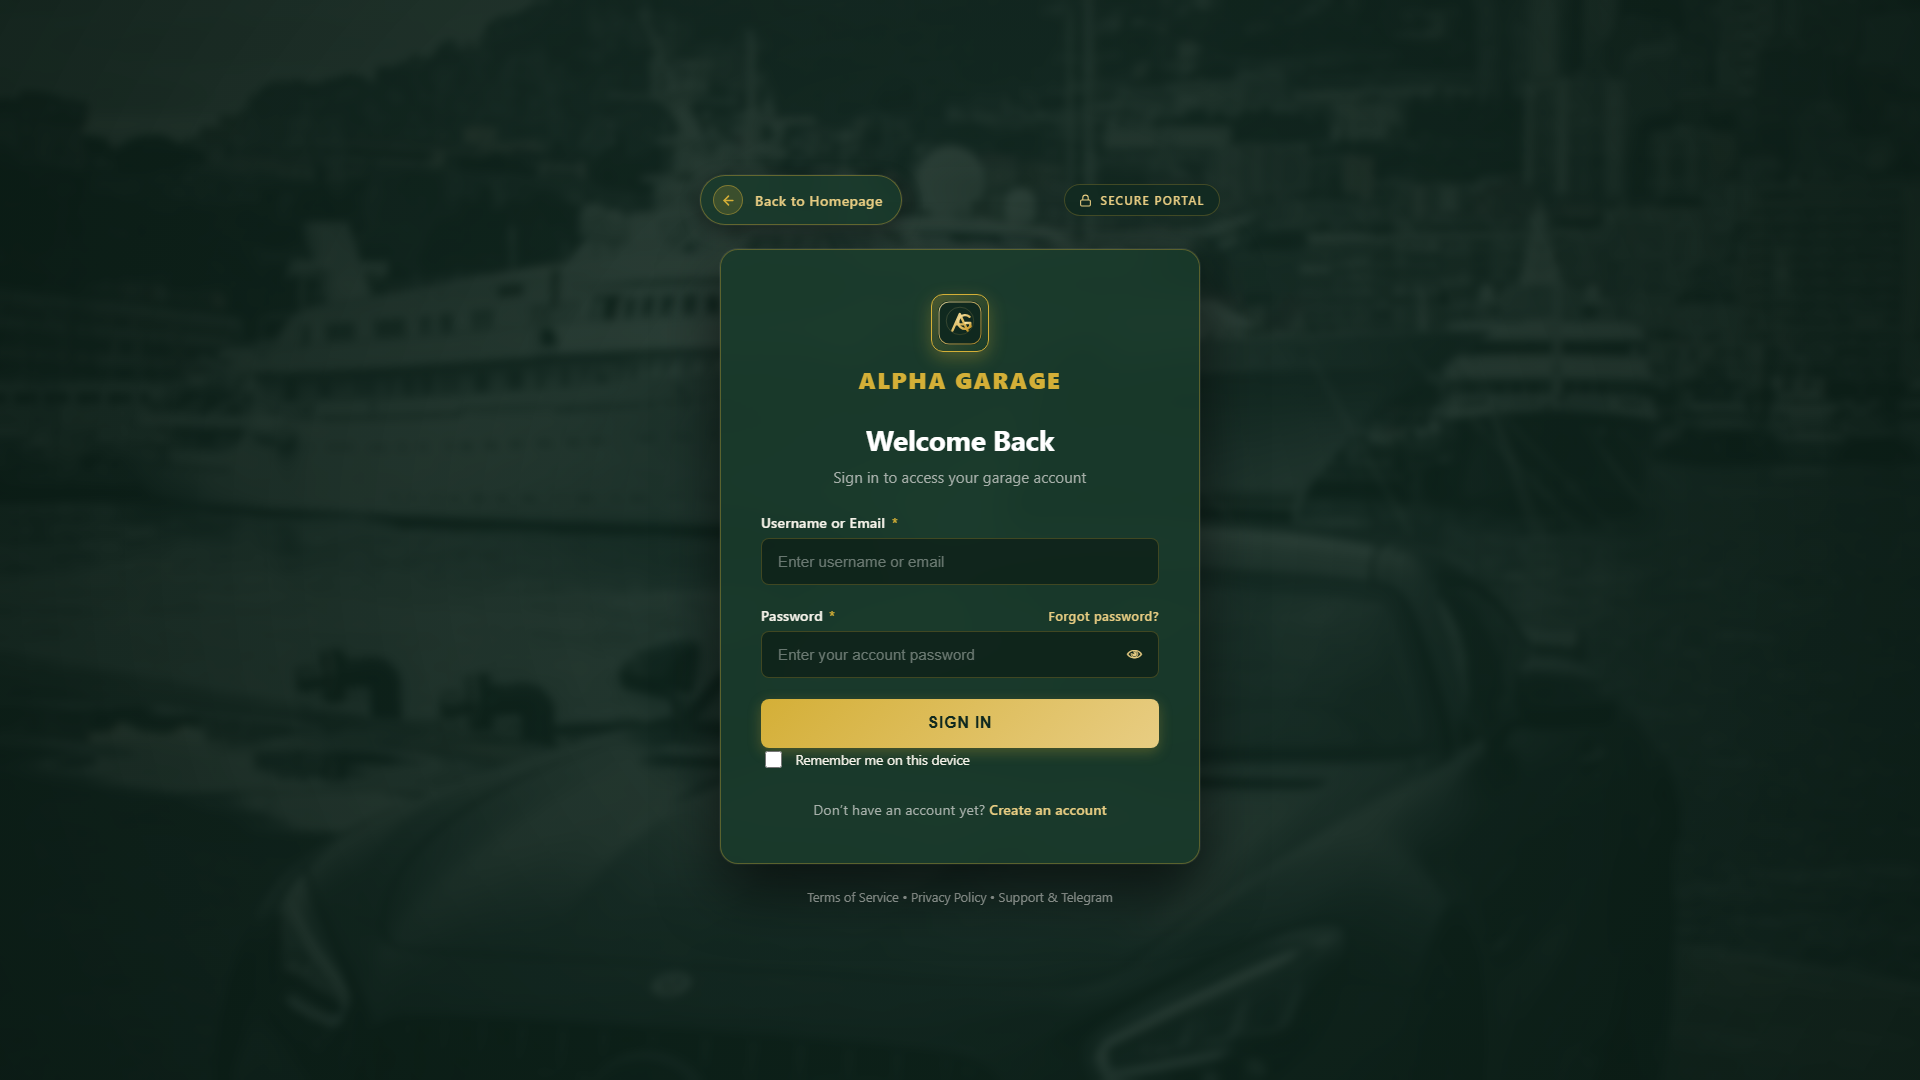 Back to Homepage
SECURE PORTAL
AG
ALPHA GARAGE
Welcome Back
Sign in to access your garage account
Username or Email *
Enter username or email
Password *
Forgot password?
Enter your account password
SIGN IN
Remember me on this device
Don't have an account yet? Create an account
Terms of Service • Privacy Policy • Support & Telegram